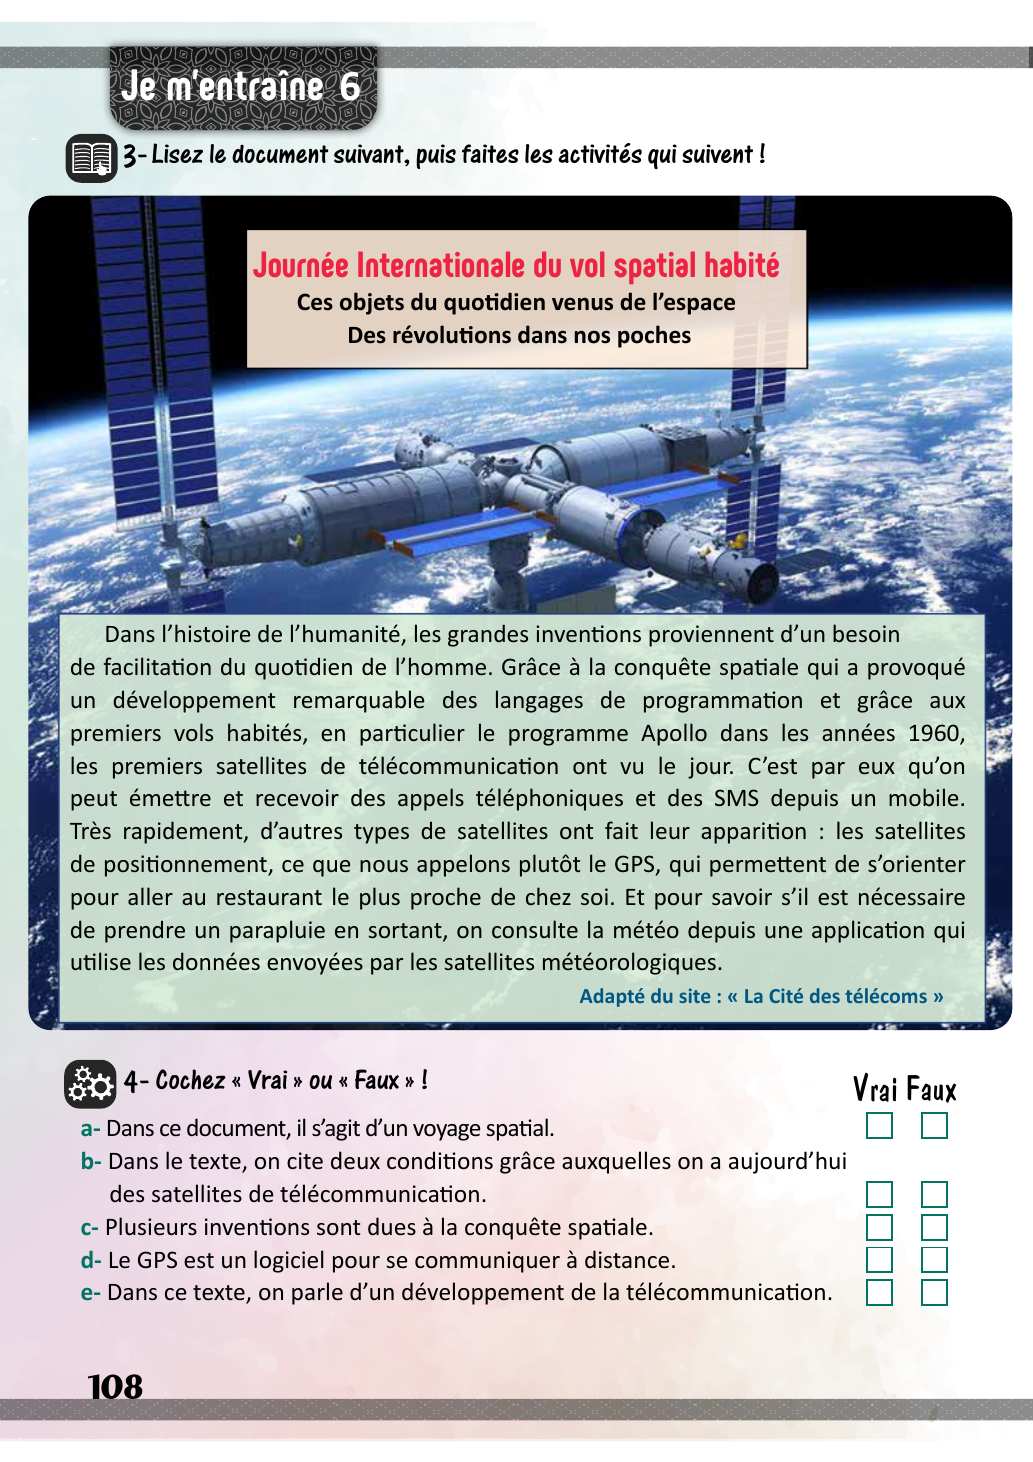 Je m'entraîne 6
3- Lisez le document suivant, puis faites les activités qui suivent !
Journée Internationale du vol spatial habité
Ces objets du quotidien venus de l’espace
Des révolutions dans nos poches
Dans l’histoire de l’humanité, les grandes inventions proviennent d’un besoin
de facilitation du quotidien de l’homme. Grâce à la conquête spatiale qui a provoqué
un développement remarquable des langages de programmation et grâce aux
premiers vols habités, en particulier le programme Apollo dans les années 1960,
les premiers satellites de télécommunication ont vu le jour. C’est par eux qu’on
peut émettre et recevoir des appels téléphoniques et des SMS depuis un mobile.
Très rapidement, d’autres types de satellites ont fait leur apparition : les satellites
de positionnement, ce que nous appelons plutôt le GPS, qui permettent de s’orienter
pour aller au restaurant le plus proche de chez soi. Et pour savoir s’il est nécessaire
de prendre un parapluie en sortant, on consulte la météo depuis une application qui
utilise les données envoyées par les satellites météorologiques.
Adapté du site : « La Cité des télécoms »
4- Cochez « Vrai » ou « Faux » !
Vrai Faux
a- Dans ce document, il s’agit d’un voyage spatial.
b- Dans le texte, on cite deux conditions grâce auxquelles on a aujourd’hui
des satellites de télécommunication.
c- Plusieurs inventions sont dues à la conquête spatiale.
d- Le GPS est un logiciel pour se communiquer à distance.
e- Dans ce texte, on parle d’un développement de la télécommunication.
108